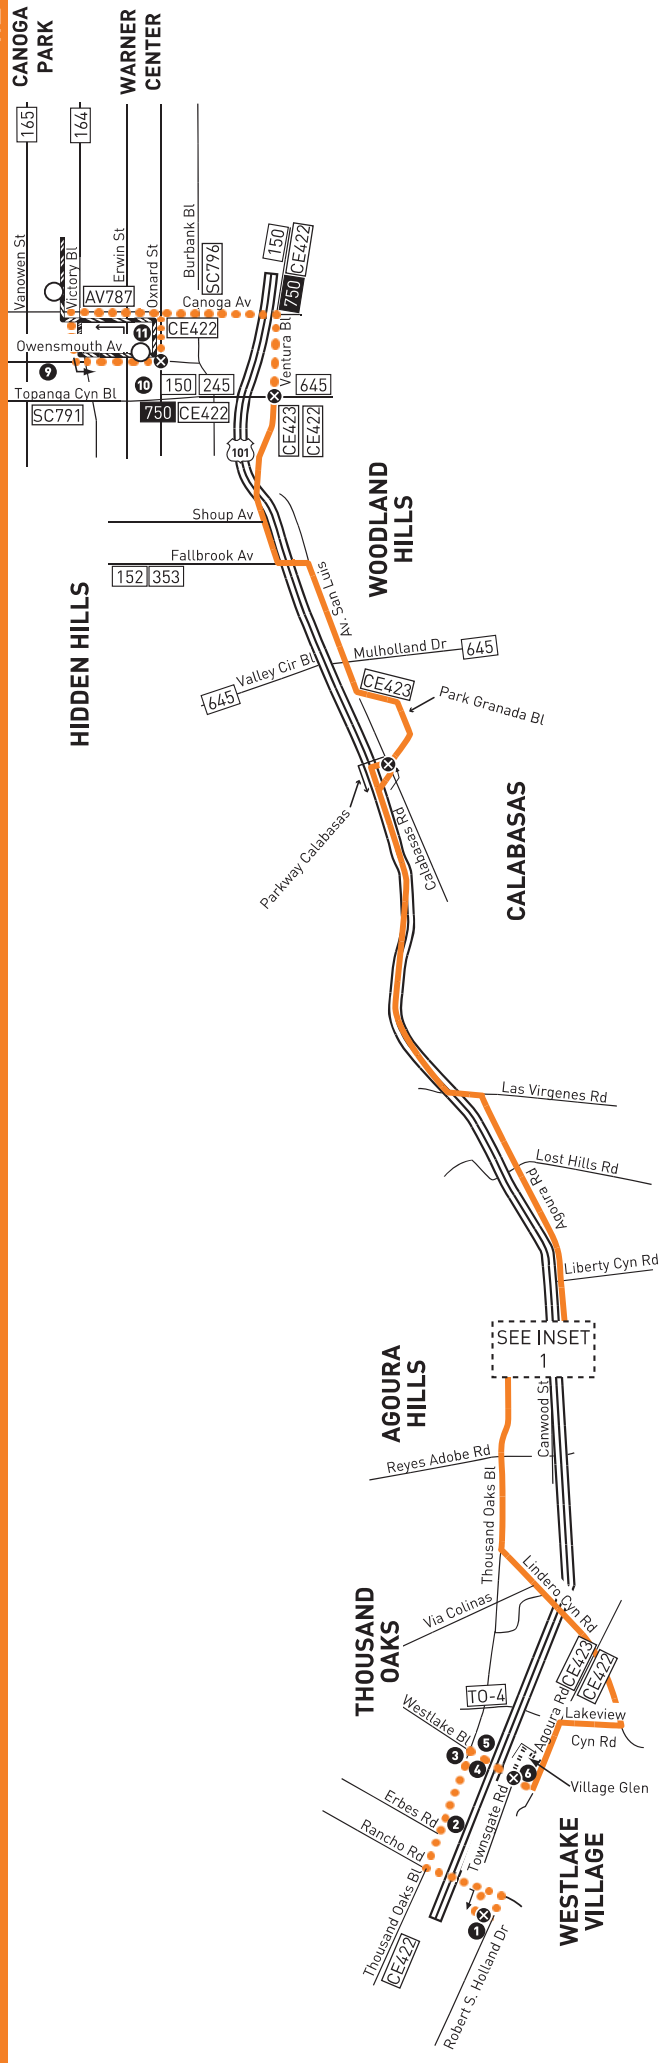 CANOGA
PARK
WARNER
CENTER
165
164
Vanowen St
Victory Bl
Erwin St
Oxnard St
Burbank Bl
SC796
150
CE422
750
AV787
Canoga Av
CE422
11
Owensmouth Av
9
10
Topanga Cyn Bl
150
245
Ventura Bl
645
SC791
750
CE422
CE423
CE422
101
Shoup Av
WOODLAND
HILLS
Fallbrook Av
152
353
Av. San Luis
HIDDEN HILLS
Valley Cir Bl
Mulholland Dr
645
645
CE423
Park Granada Bl
Parkway Calabasas
Calabasas Rd
CALABASAS
Las Virgenes Rd
Lost Hills Rd
Agoura Rd
Liberty Cyn Rd
SEE INSET
1
AGOURA
HILLS
Canwood St
Reyes Adobe Rd
Thousand Oaks Bl
Lindero Cyn Rd
THOUSAND
OAKS
Via Colinas
CE423
CE422
TO-4
Agoura Rd
Lakeview
Cyn Rd
Westlake Bl
3
5
4
6
Village Glen
Erbes Rd
2
Townsgate Rd
Rancho Rd
WESTLAKE
VILLAGE
Thousand Oaks Bl
CE422
1
Robert S. Holland Dr